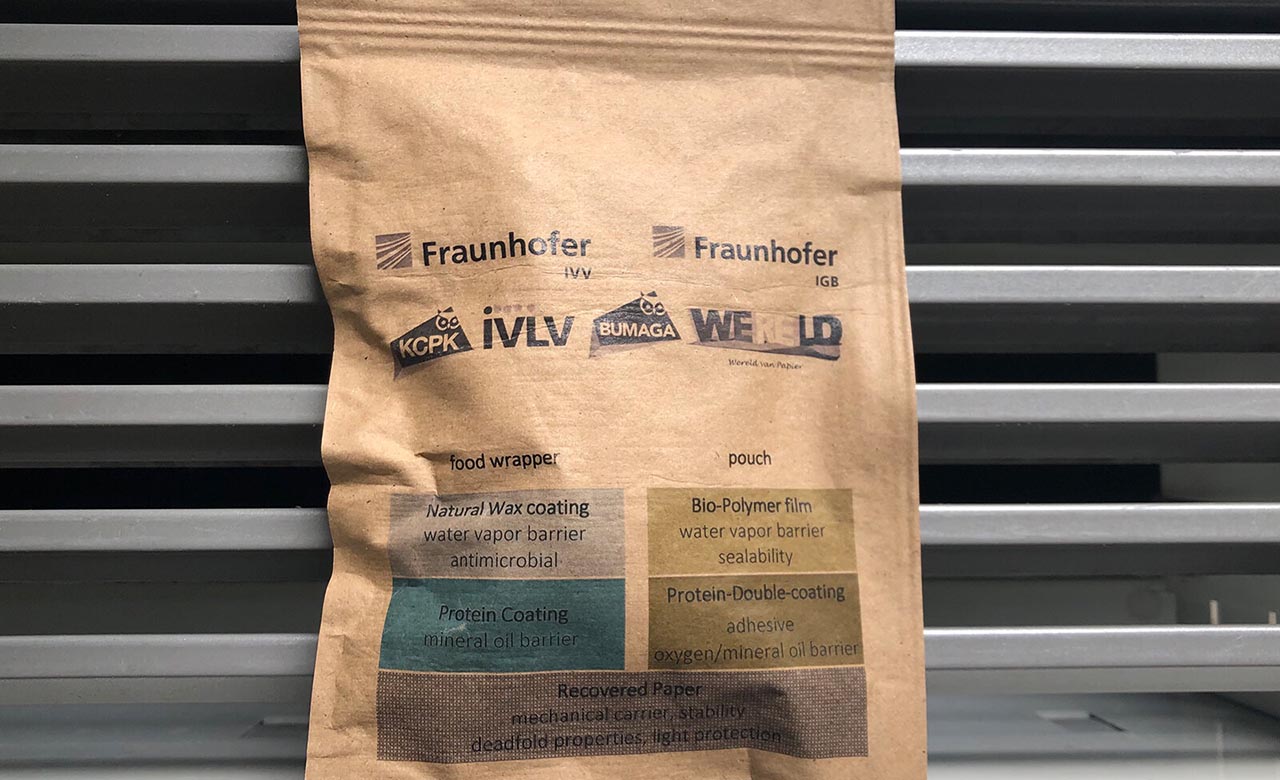 Fraunhofer
IVV
Fraunhofer
IGB
KCPK
iVLV
BUMAGA
WERELD
Wereld van Papier
food wrapper
Natural Wax coating
water vapor barrier
antimicrobial
Protein Coating
mineral oil barrier
pouch
Bio-Polymer film
water vapor barrier
sealability
Protein-Double-coating
adhesive
oxygen/mineral oil barrier
Recovered Paper
mechanical carrier, stability
deadfold properties, light protection